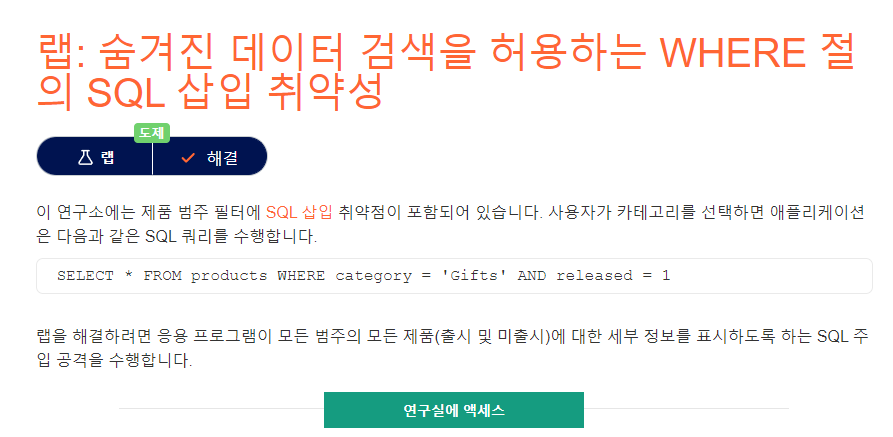 랩: 숨겨진 데이터 검색을 허용하는 WHERE 절
의 SQL 삽입 취약성
도제
랩
해결
이 연구소에는 제품 범주 필터에 SQL 삽입 취약점이 포함되어 있습니다. 사용자가 카테고리를 선택하면 애플리케이션
은 다음과 같은 SQL 쿼리를 수행합니다.
SELECT * FROM products WHERE category = 'Gifts' AND released = 1
랩을 해결하려면 응용 프로그램이 모든 범주의 모든 제품(출시 및 미출시)에 대한 세부 정보를 표시하도록 하는 SQL 주
입 공격을 수행합니다.
연구실에 액세스